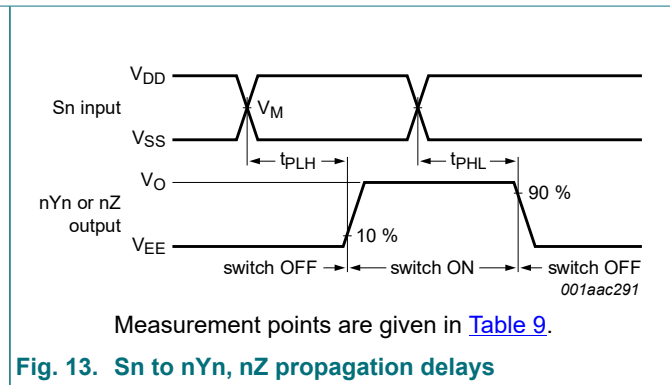 VDD
Sn input
VM
VSS
tPLH
tPHL
VO
nYn or nZ
output
90 %
10 %
VEE
switch OFF
switch ON
switch OFF
001aac291
Measurement points are given in Table 9.
Fig. 13. Sn to nYn, nZ propagation delays